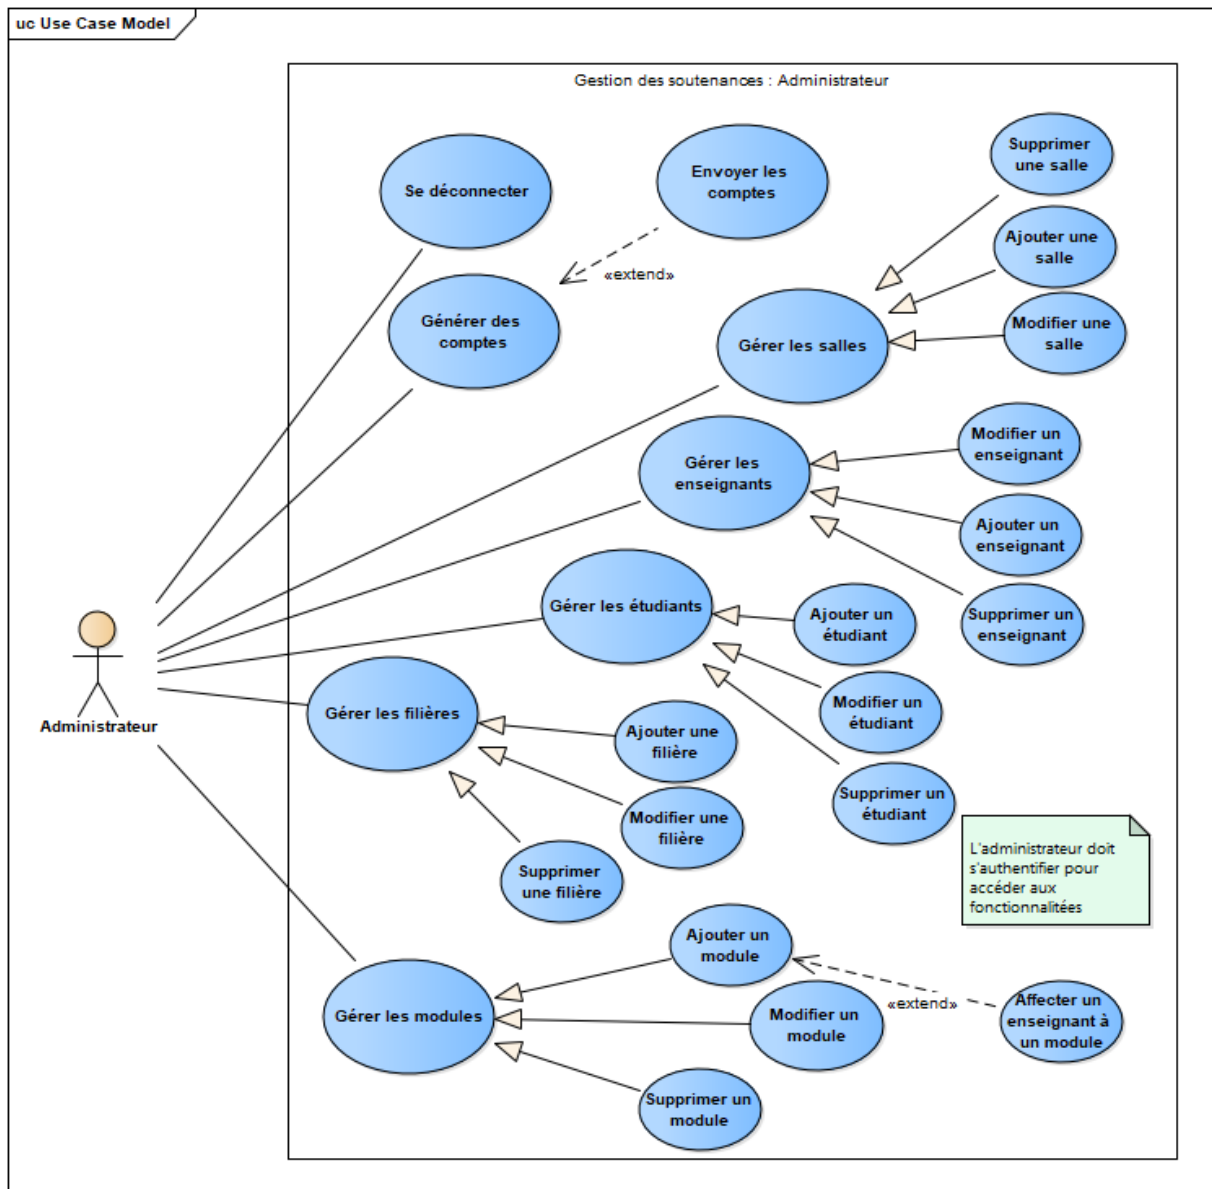 uc Use Case Model
Gestion des soutenances : Administrateur
Se déconnecter
Envoyer les
comptes
Supprimer
une salle
Ajouter une
salle
«extend»
Générer des
comptes
Gérer les salles
Modifier une
salle
Gérer les
enseignants
Modifier un
enseignant
Ajouter un
enseignant
Supprimer un
enseignant
Gérer les étudiants
Ajouter un
étudiant
Modifier un
étudiant
Supprimer un
étudiant
Administrateur
Gérer les filières
Ajouter une
filière
Modifier une
filière
Supprimer
une filière
L'administrateur doit
s'authentifier pour
accéder aux
fonctionnalitées
Gérer les modules
Ajouter un
module
«extend»
Affecter un
enseignant à
un module
Modifier un
module
Supprimer un
module